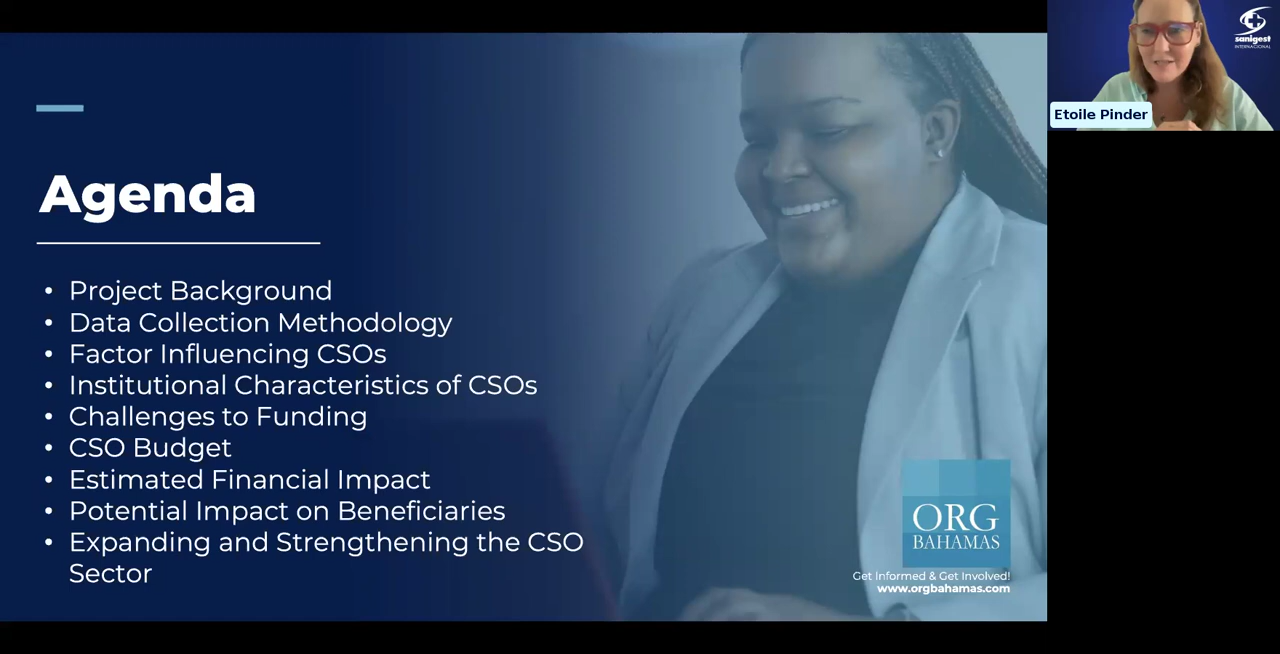 Agenda
• Project Background
• Data Collection Methodology
• Factor Influencing CSOs
• Institutional Characteristics of CSOs
• Challenges to Funding
• CSO Budget
• Estimated Financial Impact
• Potential Impact on Beneficiaries
• Expanding and Strengthening the CSO
Sector
ORG
BAHAMAS
Get Informed & Get Involved!
www.orgbahamas.com
sanigest
INTERNACIONAL
Etoile Pinder